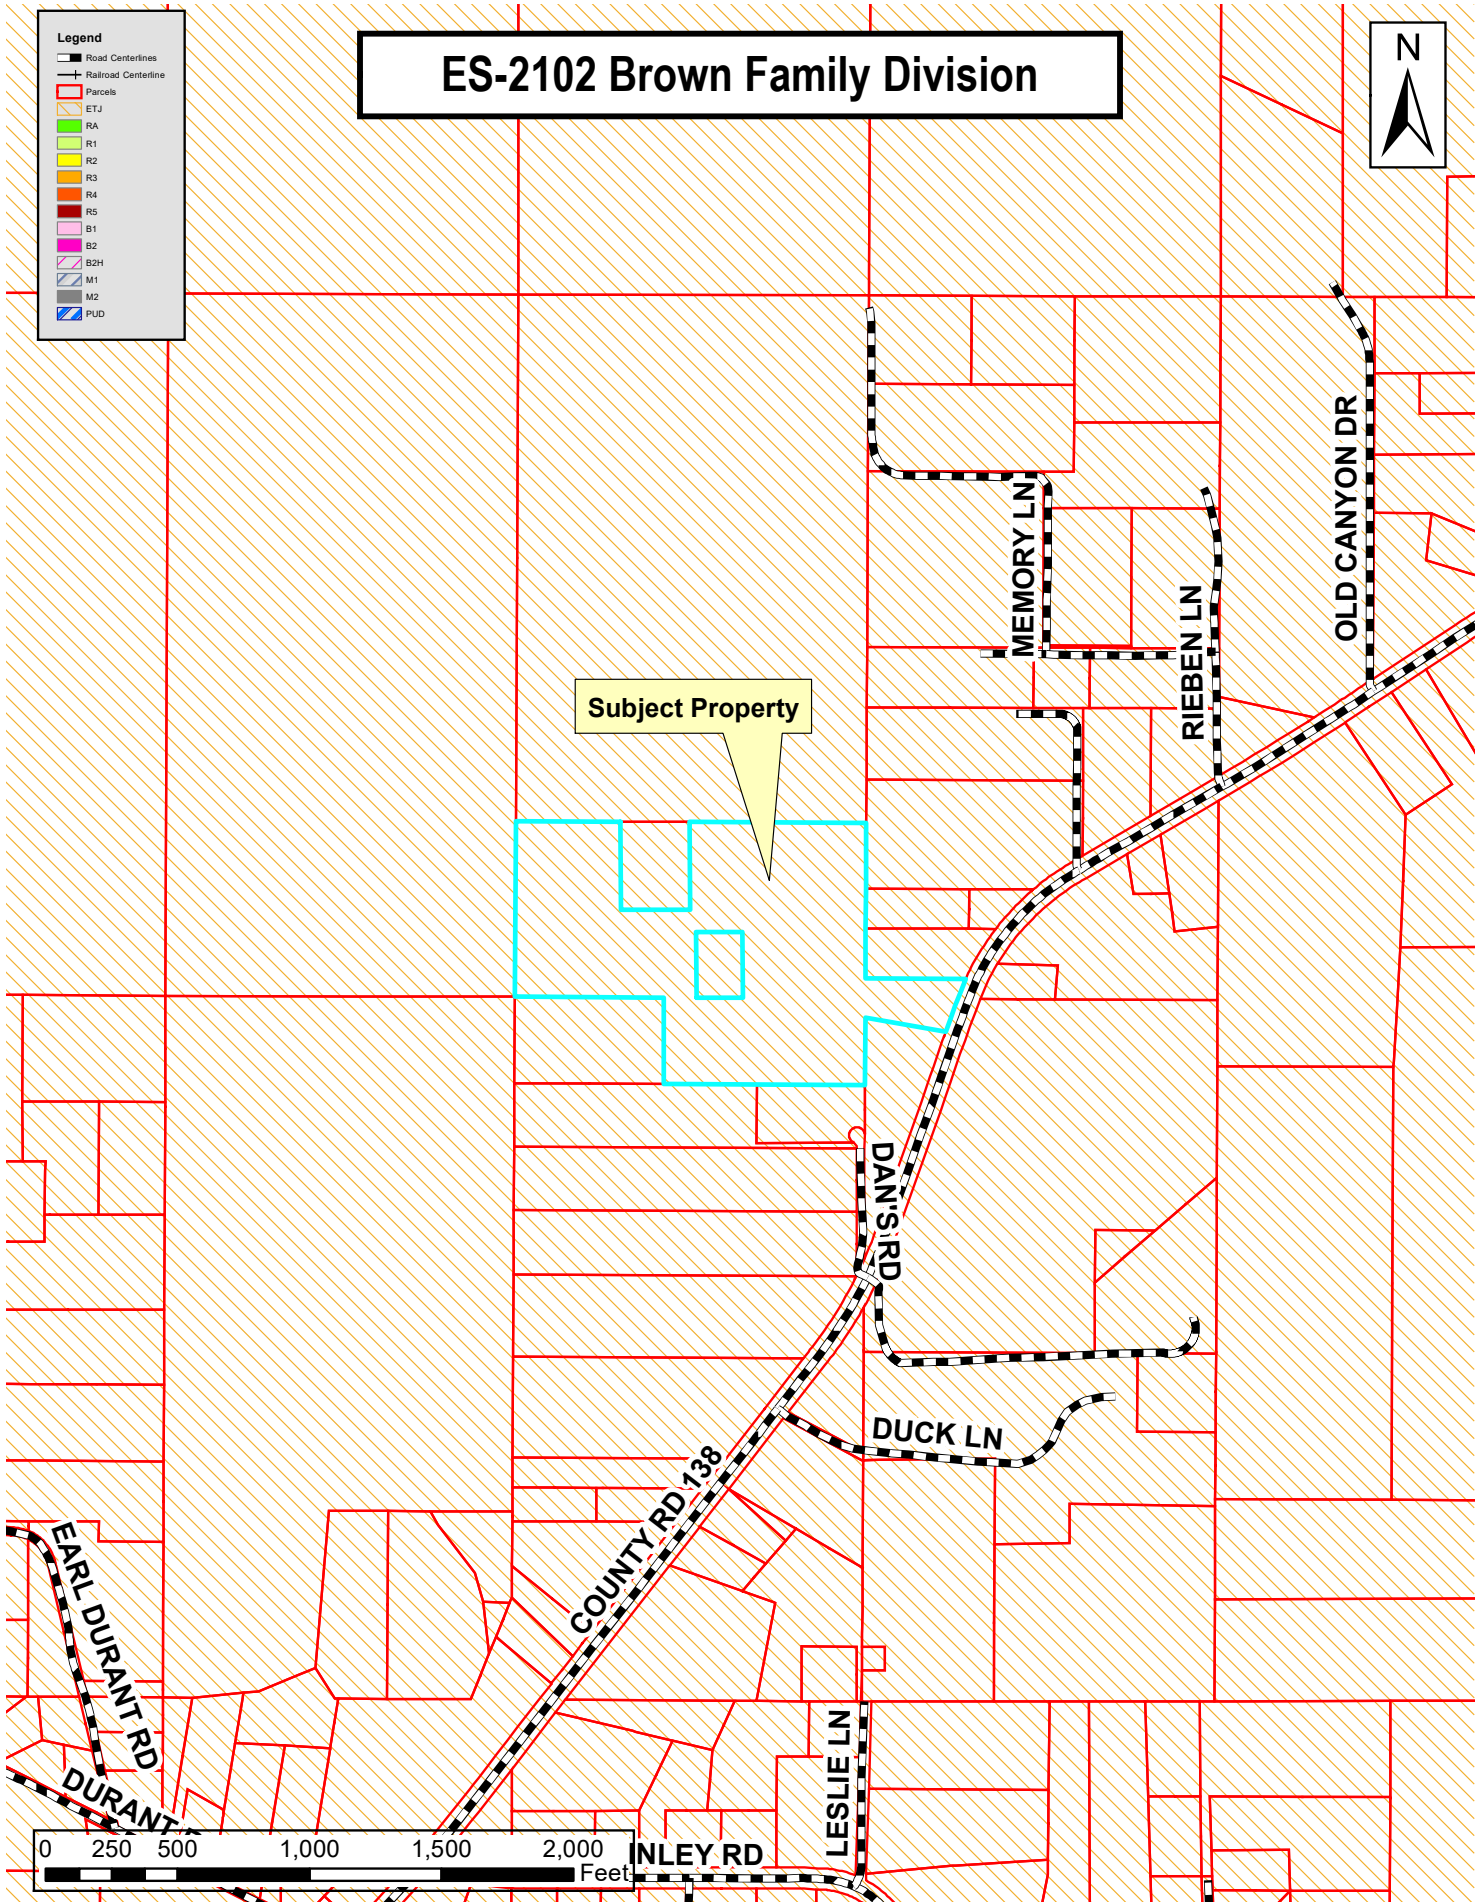 Legend
Road Centerlines
Railroad Centerline
Parcels
ETJ
RA
R1
R2
R3
R4
R5
B1
B2
B2H
M1
M2
PUD
ES-2102 Brown Family Division
N
OLD CANYON DR
MEMORY LN
RIEBEN LN
Subject Property
DAN'S RD
DUCK LN
COUNTY RD 138
EARL DURANT RD
DURANT
LESLIE LN
NLEY RD
0 250 500 1,000 1,500 2,000
Feet